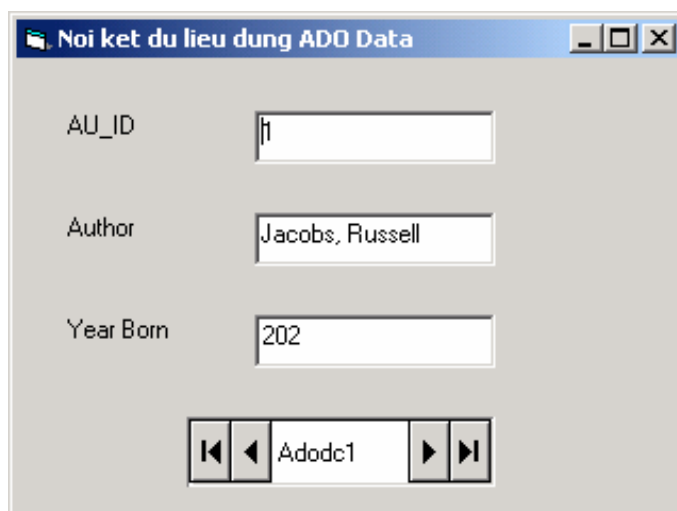 Noi ket du lieu dung ADO Data
AU_ID 1
Author Jacobs, Russell
Year Born 202
Adodc1